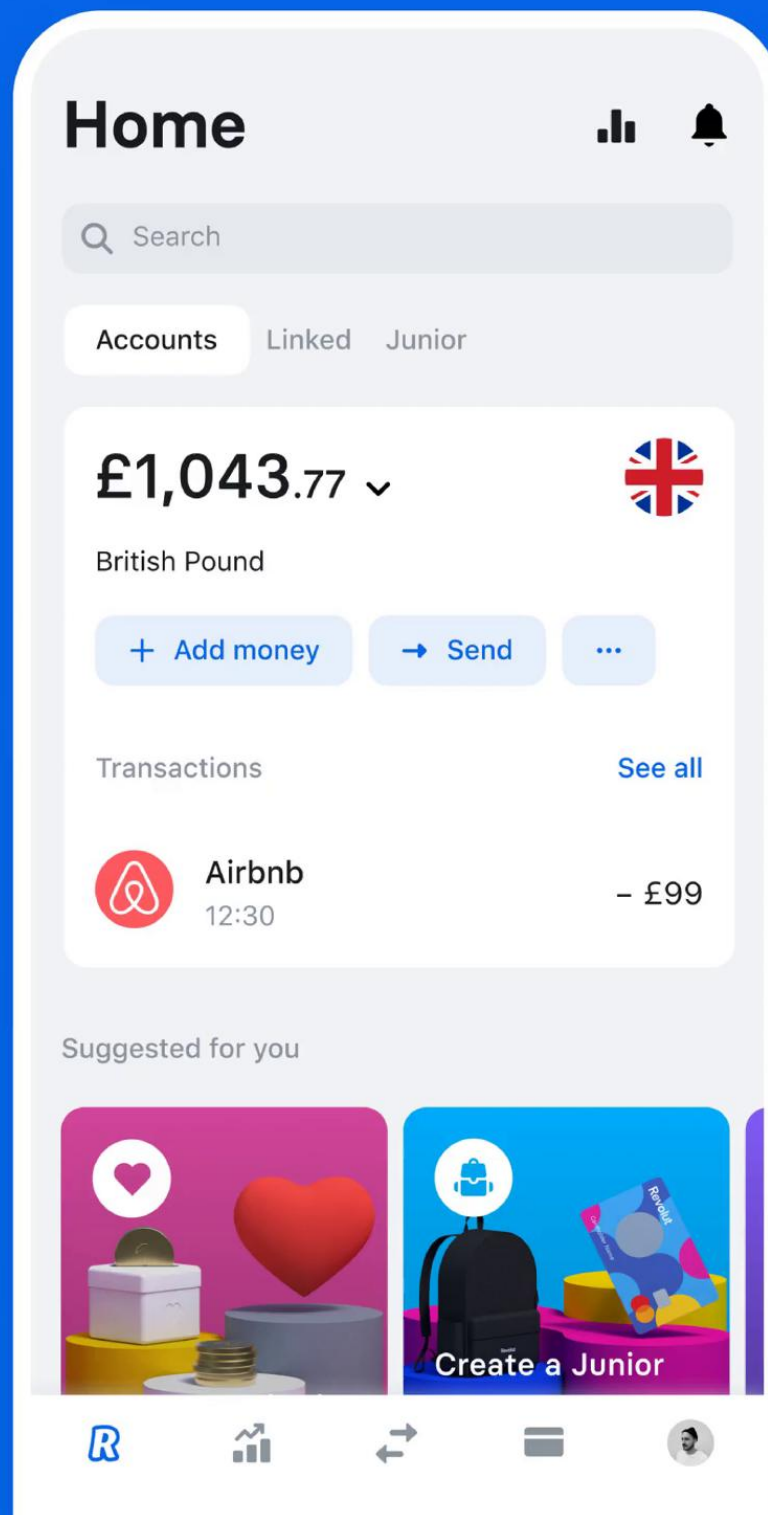 Home
Search
Accounts Linked Junior
£1,043.77
British Pound
+ Add money → Send ...
Transactions See all
Airbnb
12:30
– £99
Suggested for you
Revolut
Create a Junior
R